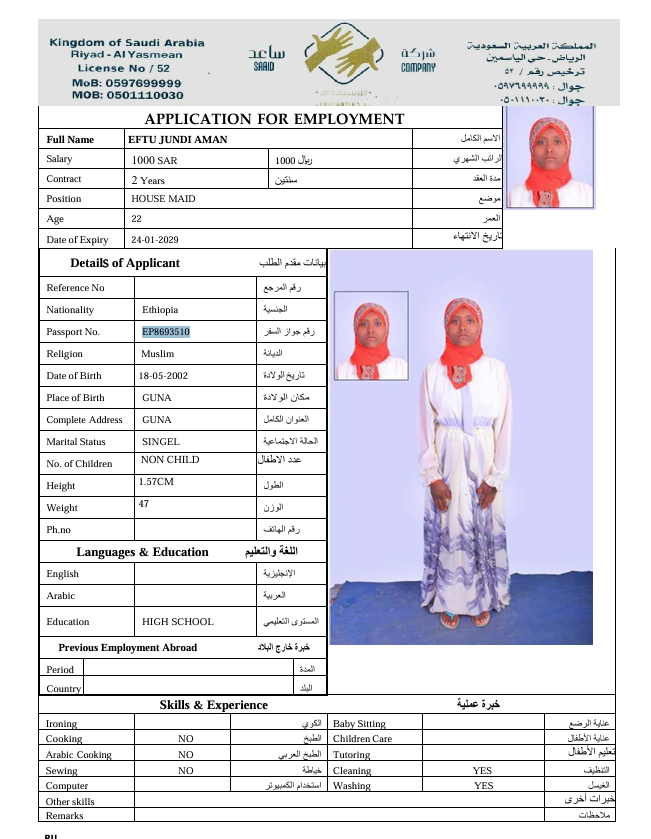 Kingdom of Saudi Arabia
Riyad - Al Yasmeen
License No / 52
MoB: 0597699999
MOB: 0501110030
ساعد
SAAID
شركة
COMPANY
المملكة العربية السعودية
الرياض-حي الياسمين
ترخيص رقم / ٥٢
جوال : ٠٥٩٧٦٩٩٩٩٩
جوال : ٠٥٠١١١٠٠٣٠
APPLICATION FOR EMPLOYMENT
Full Name EFTU JUNDI AMAN الاسم الكامل
Salary 1000 SAR 1000 ريال الراتب الشهري
Contract 2 Years سنتين مدة العقد
Position HOUSE MAID موضع
Age 22 العمر
Date of Expiry 24-01-2029 تاريخ الانتهاء
Details of Applicant بيانات مقدم الطلب
Reference No رقم المرجع
Nationality Ethiopia الجنسية
Passport No. EP8693510 رقم جواز السفر
Religion Muslim الديانة
Date of Birth 18-05-2002 تاريخ الولادة
Place of Birth GUNA مكان الولادة
Complete Address GUNA العنوان الكامل
Marital Status SINGEL الحالة الاجتماعية
No. of Children NON CHILD عدد الاطفال
Height 1.57CM الطول
Weight 47 الوزن
Ph.no رقم الهاتف
Languages & Education اللغة والتعليم
English الإنجليزية
Arabic العربية
Education HIGH SCHOOL المستوى التعليمي
Previous Employment Abroad خبرة خارج البلاد
Period المدة
Country البلد
Skills & Experience خبرة عملية
Ironing الكوي Baby Sitting عناية الرضع
Cooking NO الطبخ Children Care عناية الأطفال
Arabic Cooking NO الطبخ العربي Tutoring تعليم الأطفال
Sewing NO خياطة Cleaning YES التنظيف
Computer استخدام الكمبيوتر Washing YES الغيسل
Other skills خبرات أخرى
Remarks ملاحظات